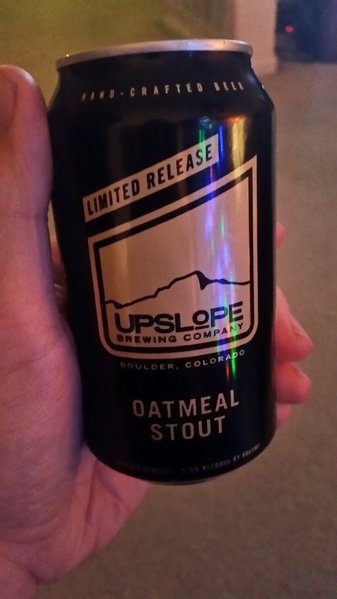 HAND-CRAFTED BEER
LIMITED RELEASE
UPSLOPE
BREWING COMPANY
BOULDER, COLORADO
OATMEAL
STOUT
ALCOHOL BY VOLUME